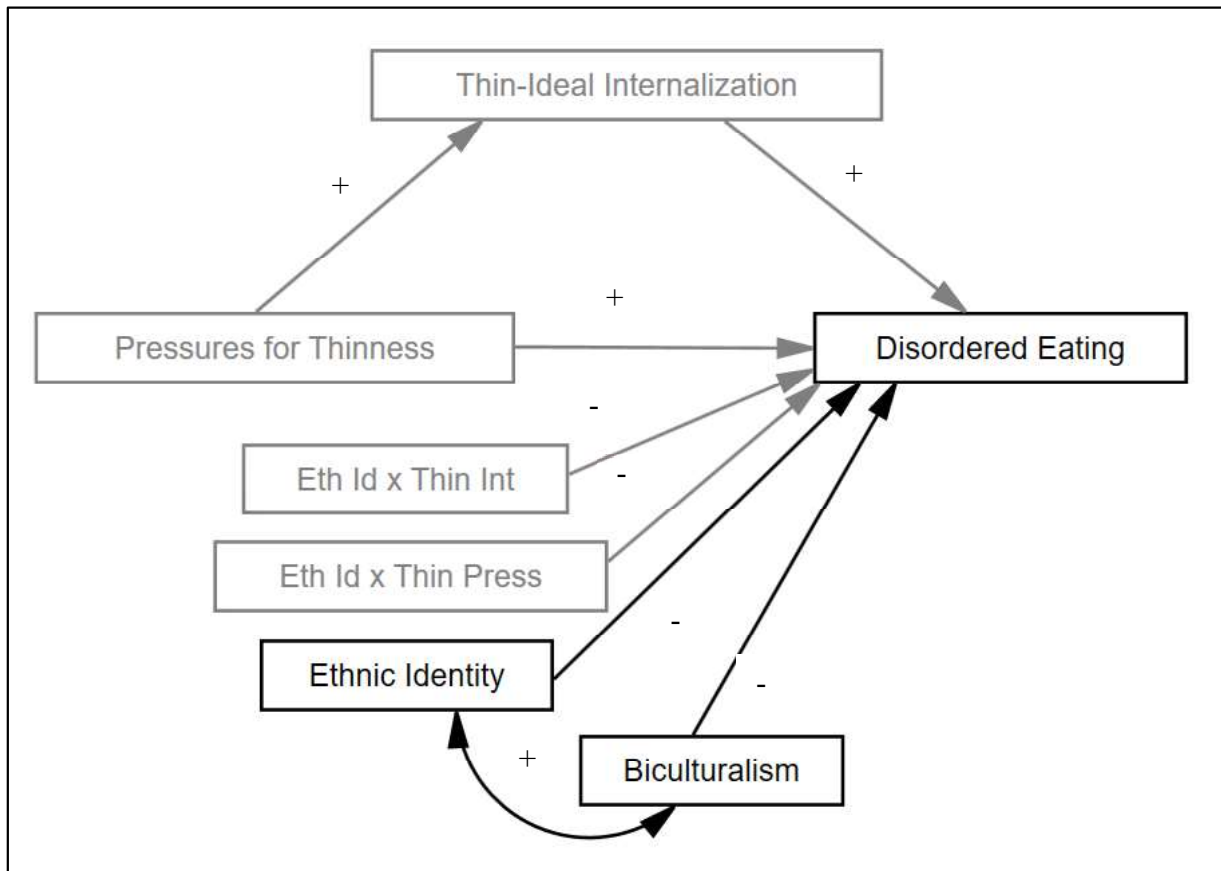 Thin-Ideal Internalization
+
+
+
Pressures for Thinness
Disordered Eating
-
Eth Id x Thin Int
-
Eth Id x Thin Press
-
Ethnic Identity
-
+
Biculturalism